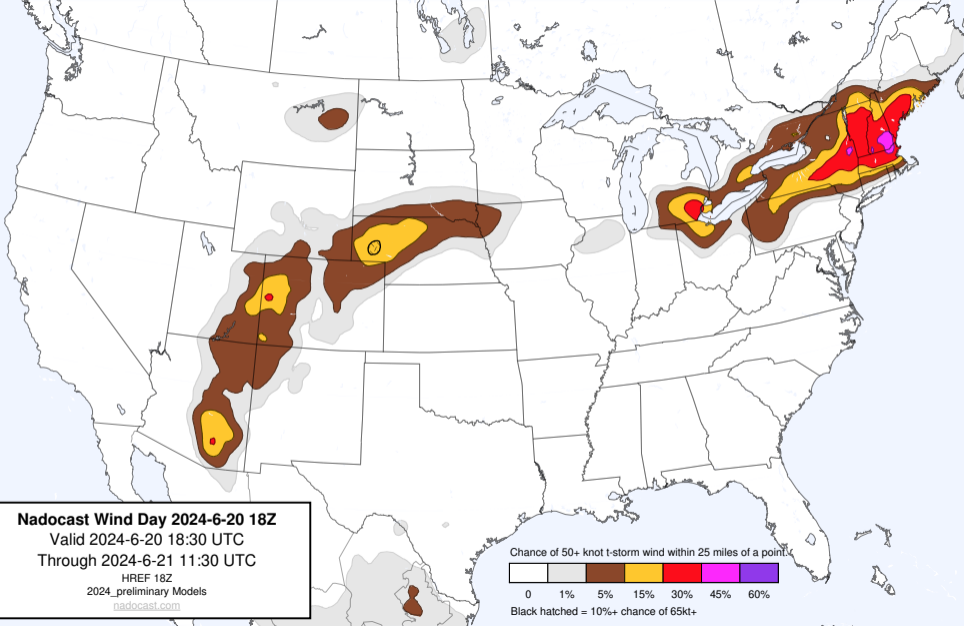 Nadocast Wind Day 2024-6-20 18Z
Valid 2024-6-20 18:30 UTC
Through 2024-6-21 11:30 UTC
HREF 18Z
2024_preliminary Models
nadocast.com
Chance of 50+ knot t-storm wind within 25 miles of a point.
0 1% 5% 15% 30% 45% 60%
Black hatched = 10%+ chance of 65kt+